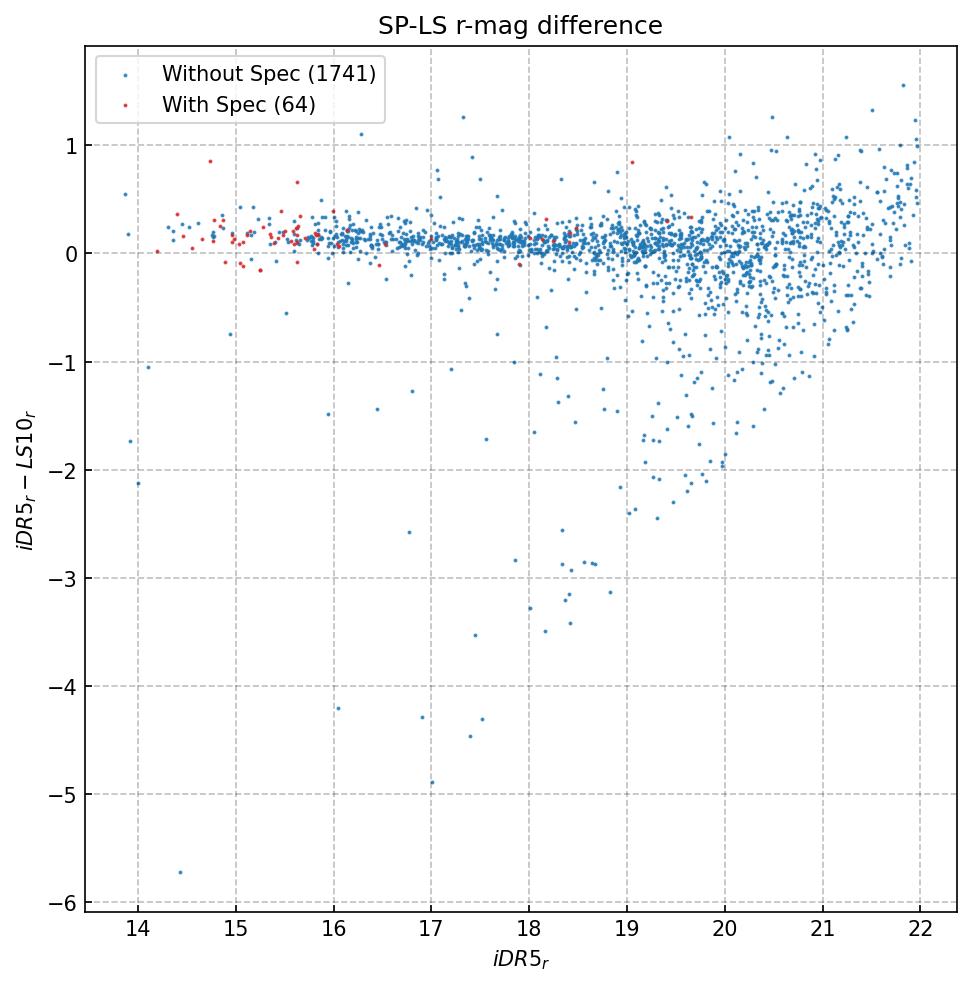 SP-LS r-mag difference
Without Spec (1741)
With Spec (64)
1
0
−1
−2
−3
−4
−5
−6
iDR5r − LS10r
14 15 16 17 18 19 20 21 22
iDR5r